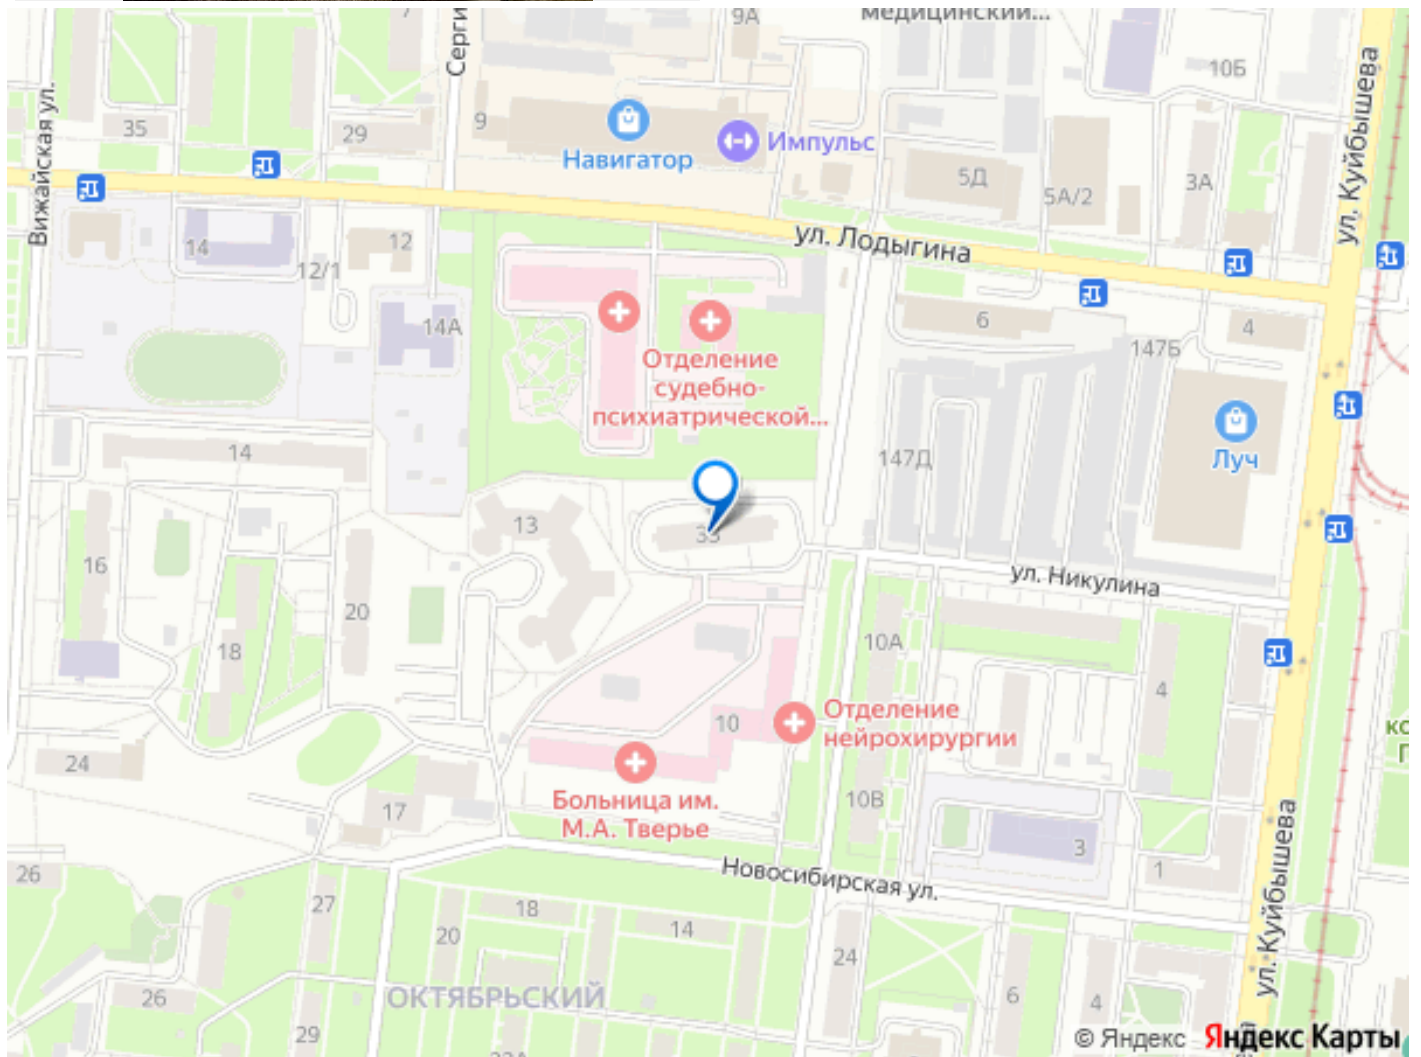 7
Серги
9А
медицинский...
10Б
ул. Куйбышева
Вижайская ул.
35
29
9
Навигатор
Импульс
5Д
5А/2
3А
14
12
12/1
ул. Лодыгина
14А
6
4
147Б
Отделение
судебно-
психиатрической...
Луч
14
147Д
13
33
16
20
18
ул. Никулина
10А
4
10
Отделение
нейрохирургии
24
17
Больница им.
М.А. Тверье
10В
3
1
Новосибирская ул.
ул. Куйбышева
26
27
20
18
14
24
26
ОКТЯБРЬСКИЙ
29
6
4
© Яндекс Яндекс Карты